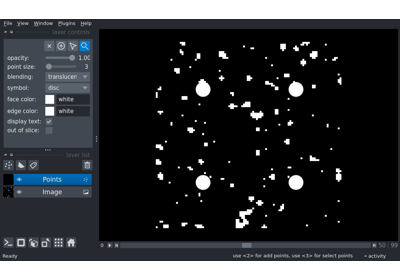 File View Window Plugins Help
layer controls
opacity: 1.00
point size: 3
blending: translucen
symbol: disc
face color: white
edge color: white
display text:
out of slice:
layer list
Points
Image
0 50 99
Ready use <2> for add points, use <3> for select points activity